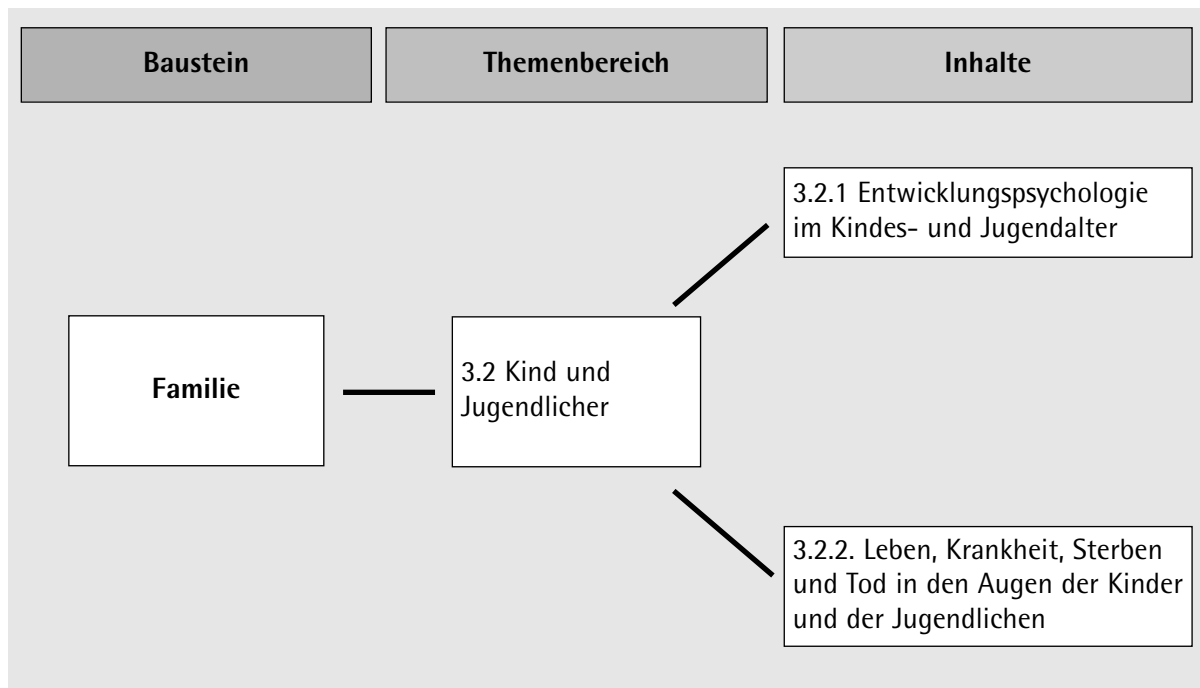 Baustein
Themenbereich
Inhalte
3.2.1 Entwicklungspsychologie
im Kindes- und Jugendalter
Familie
3.2 Kind und
Jugendlicher
3.2.2. Leben, Krankheit, Sterben
und Tod in den Augen der Kinder
und der Jugendlichen